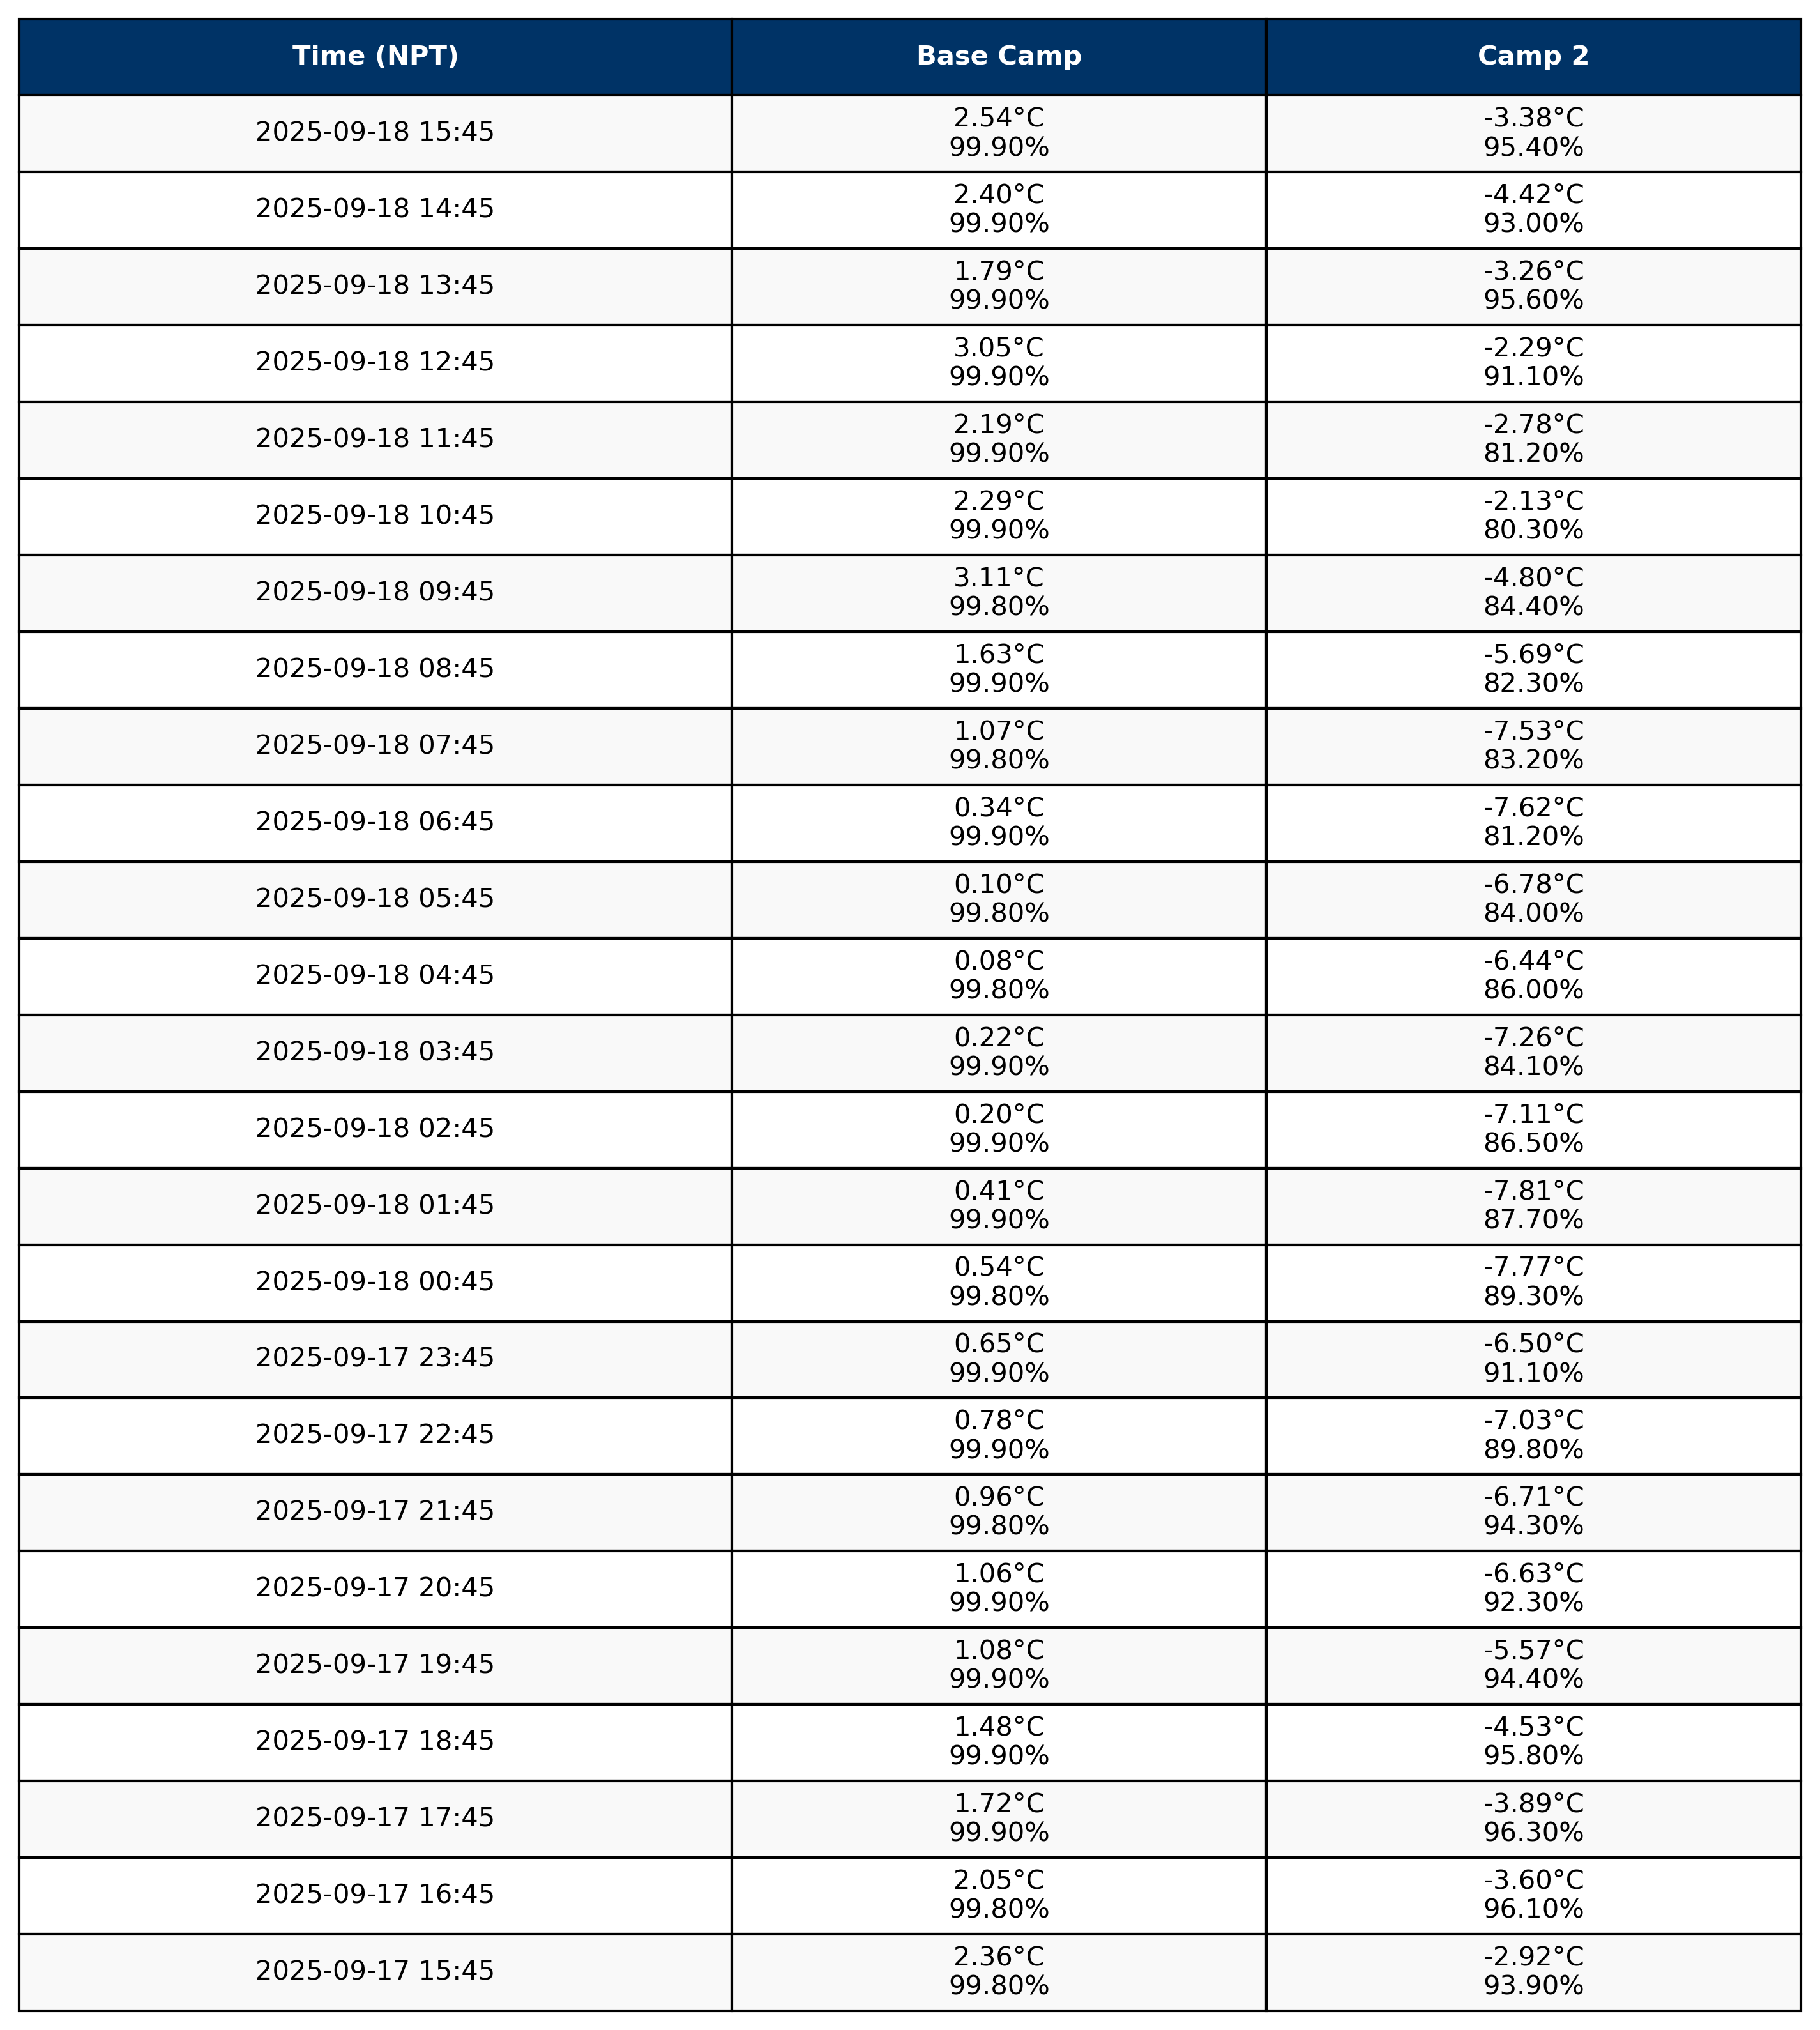 Time (NPT) Base Camp Camp 2
2025-09-18 15:45 2.54°C -3.38°C
99.90% 95.40%
2025-09-18 14:45 2.40°C -4.42°C
99.90% 93.00%
2025-09-18 13:45 1.79°C -3.26°C
99.90% 95.60%
2025-09-18 12:45 3.05°C -2.29°C
99.90% 91.10%
2025-09-18 11:45 2.19°C -2.78°C
99.90% 81.20%
2025-09-18 10:45 2.29°C -2.13°C
99.90% 80.30%
2025-09-18 09:45 3.11°C -4.80°C
99.80% 84.40%
2025-09-18 08:45 1.63°C -5.69°C
99.90% 82.30%
2025-09-18 07:45 1.07°C -7.53°C
99.80% 83.20%
2025-09-18 06:45 0.34°C -7.62°C
99.90% 81.20%
2025-09-18 05:45 0.10°C -6.78°C
99.80% 84.00%
2025-09-18 04:45 0.08°C -6.44°C
99.80% 86.00%
2025-09-18 03:45 0.22°C -7.26°C
99.90% 84.10%
2025-09-18 02:45 0.20°C -7.11°C
99.90% 86.50%
2025-09-18 01:45 0.41°C -7.81°C
99.90% 87.70%
2025-09-18 00:45 0.54°C -7.77°C
99.80% 89.30%
2025-09-17 23:45 0.65°C -6.50°C
99.90% 91.10%
2025-09-17 22:45 0.78°C -7.03°C
99.90% 89.80%
2025-09-17 21:45 0.96°C -6.71°C
99.80% 94.30%
2025-09-17 20:45 1.06°C -6.63°C
99.90% 92.30%
2025-09-17 19:45 1.08°C -5.57°C
99.90% 94.40%
2025-09-17 18:45 1.48°C -4.53°C
99.90% 95.80%
2025-09-17 17:45 1.72°C -3.89°C
99.90% 96.30%
2025-09-17 16:45 2.05°C -3.60°C
99.80% 96.10%
2025-09-17 15:45 2.36°C -2.92°C
99.80% 93.90%